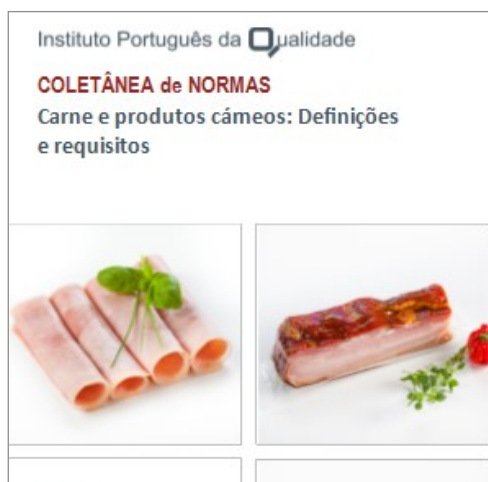 Instituto Português da Qualidade
COLETÂNEA de NORMAS
Carne e produtos cámeos: Definições
e requisitos